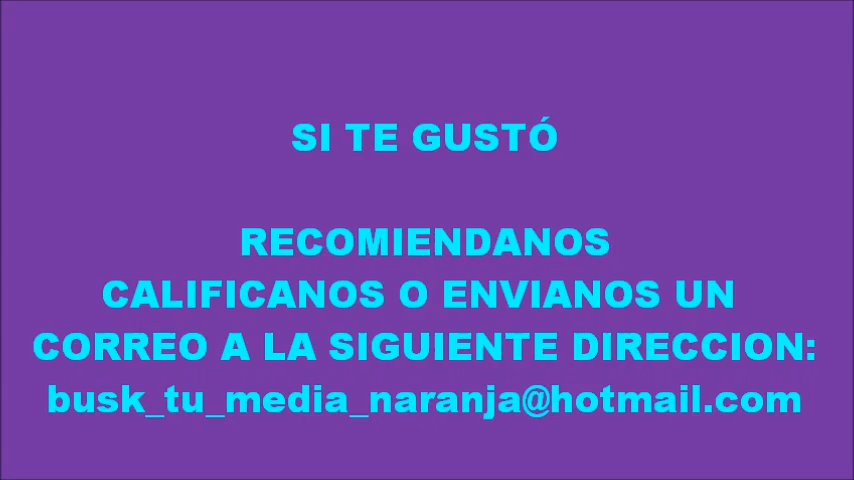 SI TE GUSTÓ
RECOMIENDANOS
CALIFICANOS O ENVIANOS UN
CORREO A LA SIGUIENTE DIRECCION:
busk_tu_media_naranja@hotmail.com